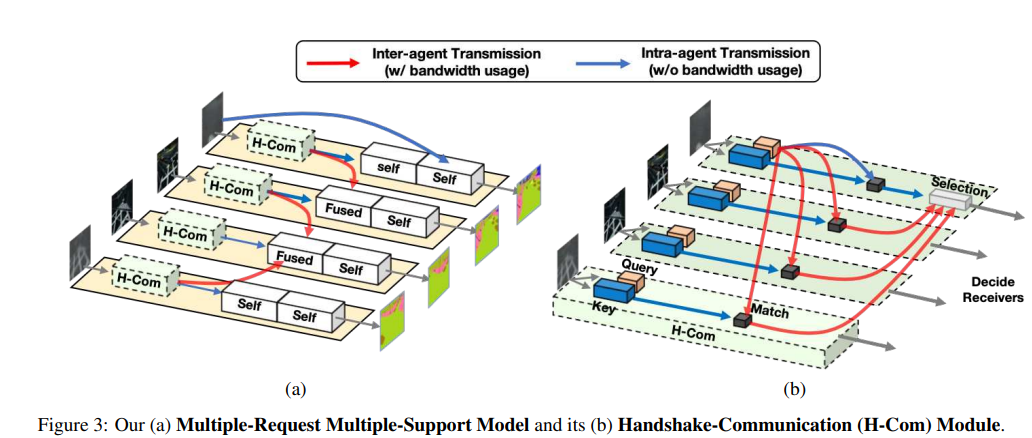 Inter-agent Transmission
(w/ bandwidth usage)
Intra-agent Transmission
(w/o bandwidth usage)
H-Com
self
Self
H-Com
Fused
Self
H-Com
Fused
Self
H-Com
Self
Self
Selection
Query
Key
Match
H-Com
Decide
Receivers
(a)
(b)
Figure 3: Our (a) Multiple-Request Multiple-Support Model and its (b) Handshake-Communication (H-Com) Module.